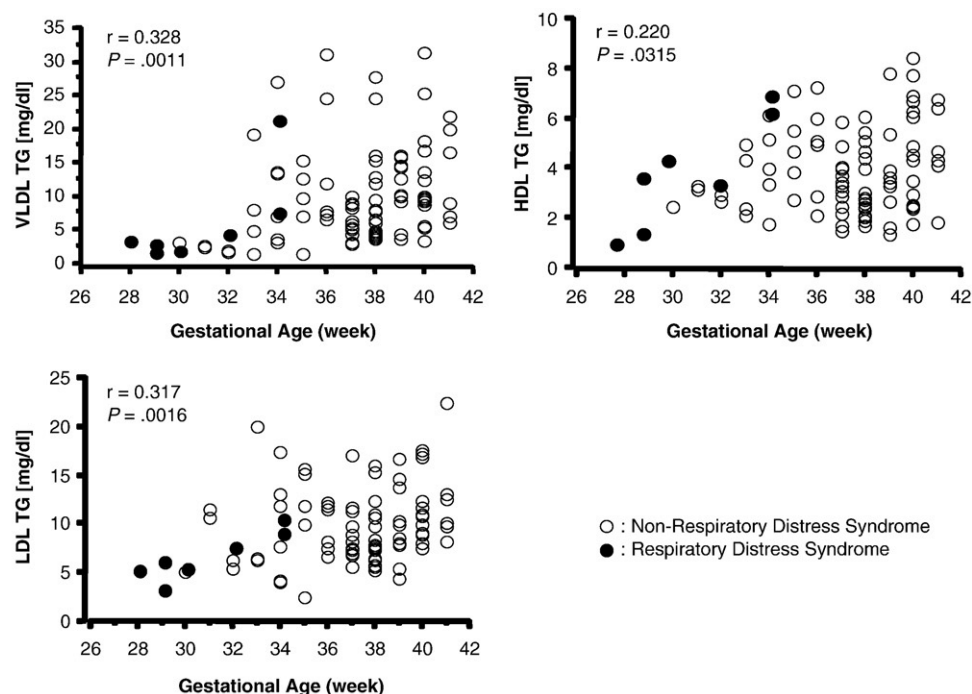 r = 0.328
P = .0011
VLDL TG [mg/dl]
35
30
25
20
15
10
5
0
26 28 30 32 34 36 38 40 42
Gestational Age (week)
r = 0.220
P = .0315
HDL TG [mg/dl]
10
8
6
4
2
0
26 28 30 32 34 36 38 40 42
Gestational Age (week)
r = 0.317
P = .0016
LDL TG [mg/dl]
25
20
15
10
5
0
26 28 30 32 34 36 38 40 42
Gestational Age (week)
: Non-Respiratory Distress Syndrome
: Respiratory Distress Syndrome